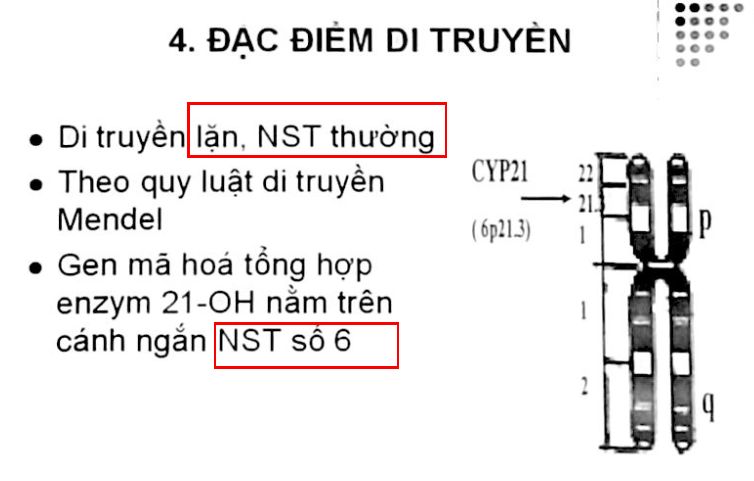 4. ĐẶC ĐIỂM DI TRUYỀN
• Di truyền lặn, NST thường
• Theo quy luật di truyền
Mendel
• Gen mã hoá tổng hợp
enzym 21-OH nằm trên
cánh ngắn NST số 6
CYP21
(6p21.3)
22
21.3
1
p
1
2
q